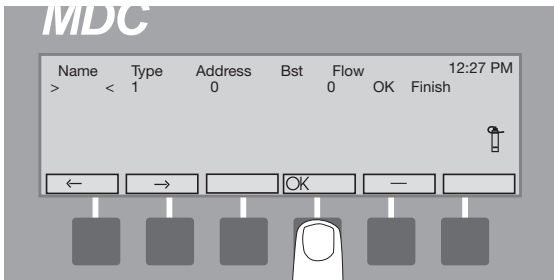 MDC
12:27 PM
Name Type Address Bst Flow
> < 1 0 0 OK Finish
← → OK —